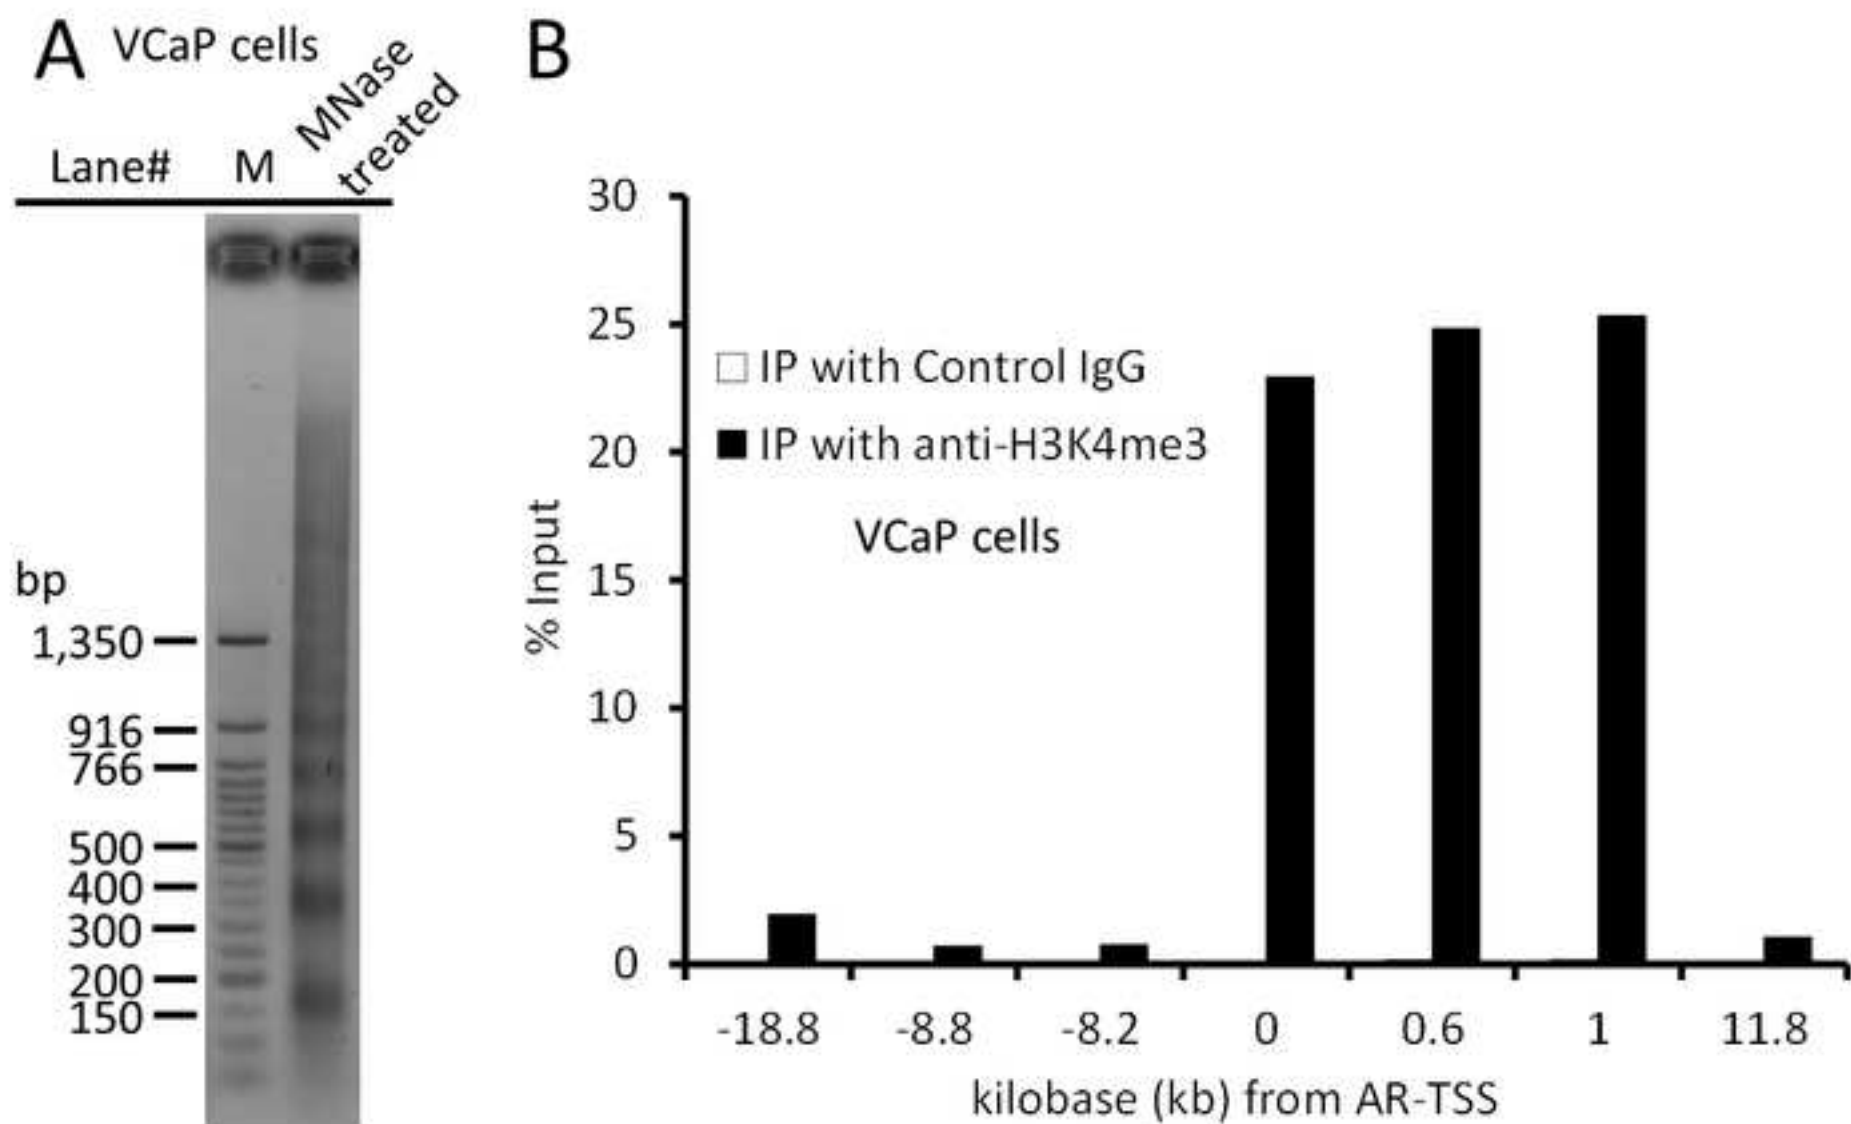 A
VCaP cells
MNase
treated
Lane#
M
bp
1,350
916
766
500
400
300
200
150
B
30
25
20
15
10
5
0
% Input
IP with Control IgG
IP with anti-H3K4me3
VCaP cells
-18.8 -8.8 -8.2 0 0.6 1 11.8
kilobase (kb) from AR-TSS